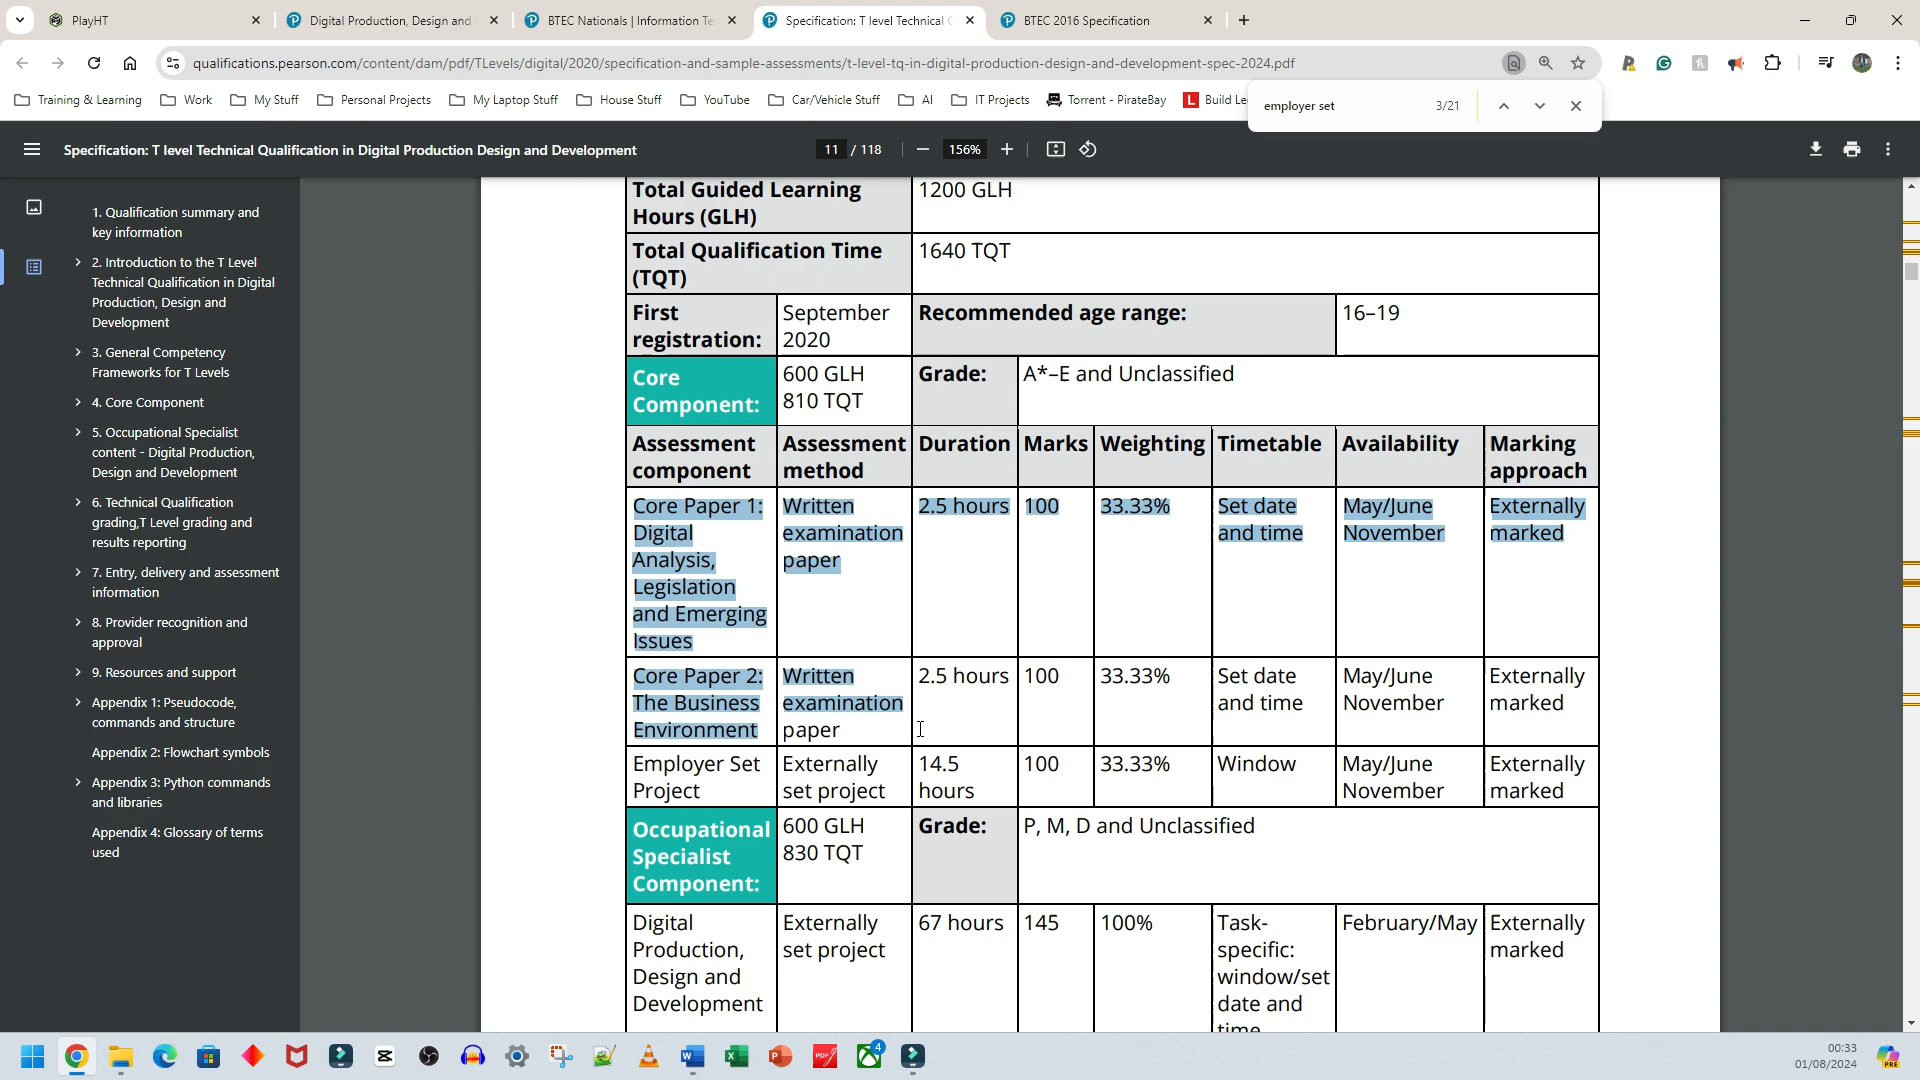 PlayHT
Digital Production, Design and
BTEC Nationals | Information Te
Specification: T level Technical
BTEC 2016 Specification
qualifications.pearson.com/content/dam/pdf/TLevels/digital/2020/specification-and-sample-assessments/t-level-tq-in-digital-production-design-and-development-spec-2024.pdf
Training & Learning
Work
My Stuff
Personal Projects
My Laptop Stuff
House Stuff
YouTube
Car/Vehicle Stuff
AI
IT Projects
Torrent - PirateBay
Build Le
employer set
3/21
Specification: T level Technical Qualification in Digital Production Design and Development
11 / 118
156%
1. Qualification summary and
key information
2. Introduction to the T Level
Technical Qualification in Digital
Production, Design and
Development
3. General Competency
Frameworks for T Levels
4. Core Component
5. Occupational Specialist
content - Digital Production,
Design and Development
6. Technical Qualification
grading,T Level grading and
results reporting
7. Entry, delivery and assessment
information
8. Provider recognition and
approval
9. Resources and support
Appendix 1: Pseudocode,
commands and structure
Appendix 2: Flowchart symbols
Appendix 3: Python commands
and libraries
Appendix 4: Glossary of terms
used
Total Guided Learning
Hours (GLH)
1200 GLH
Total Qualification Time
(TQT)
1640 TQT
First
registration:
September
2020
Recommended age range:
16–19
Core
Component:
600 GLH
810 TQT
Grade:
A*–E and Unclassified
Assessment
component
Assessment
method
Duration
Marks
Weighting
Timetable
Availability
Marking
approach
Core Paper 1:
Digital
Analysis,
Legislation
and Emerging
Issues
Written
examination
paper
2.5 hours
100
33.33%
Set date
and time
May/June
November
Externally
marked
Core Paper 2:
The Business
Environment
Written
examination
paper
2.5 hours
100
33.33%
Set date
and time
May/June
November
Externally
marked
Employer Set
Project
Externally
set project
14.5
hours
100
33.33%
Window
May/June
November
Externally
marked
Occupational
Specialist
Component:
600 GLH
830 TQT
Grade:
P, M, D and Unclassified
Digital
Production,
Design and
Development
Externally
set project
67 hours
145
100%
Task-
specific:
window/set
date and
time
February/May
Externally
marked
4
00:33
01/08/2024